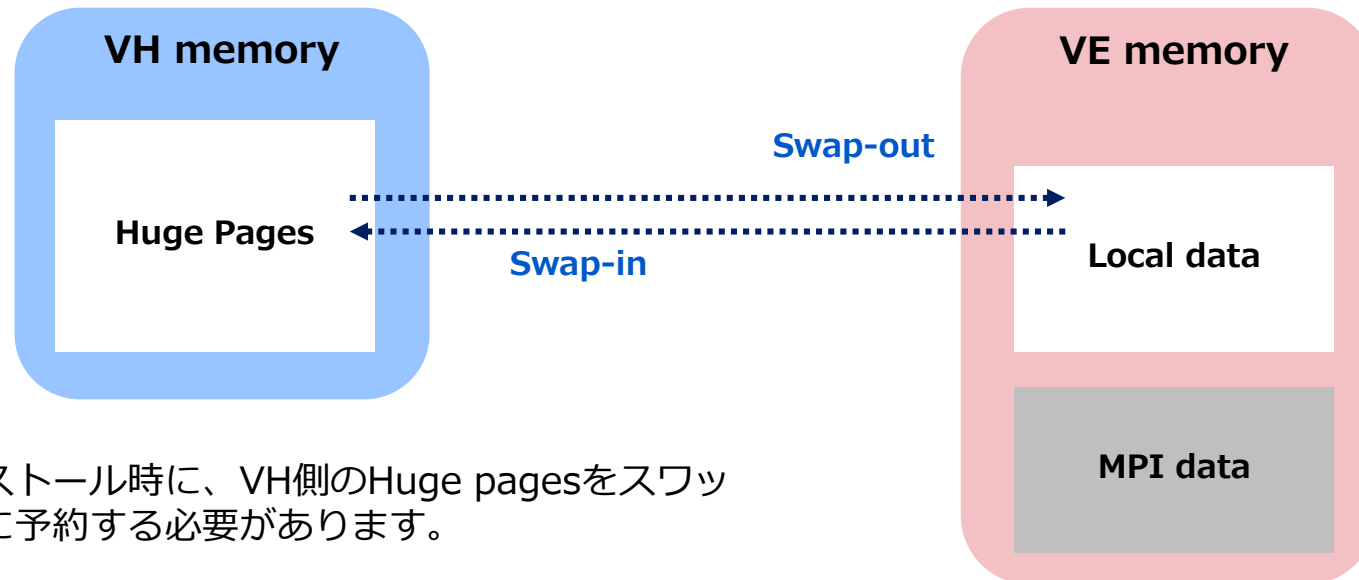 VH memory
VE memory
Swap-out
Huge Pages
Swap-in
Local data
MPI data
ストール時に、VH側のHuge pagesをスワッ
に予約する必要があります。